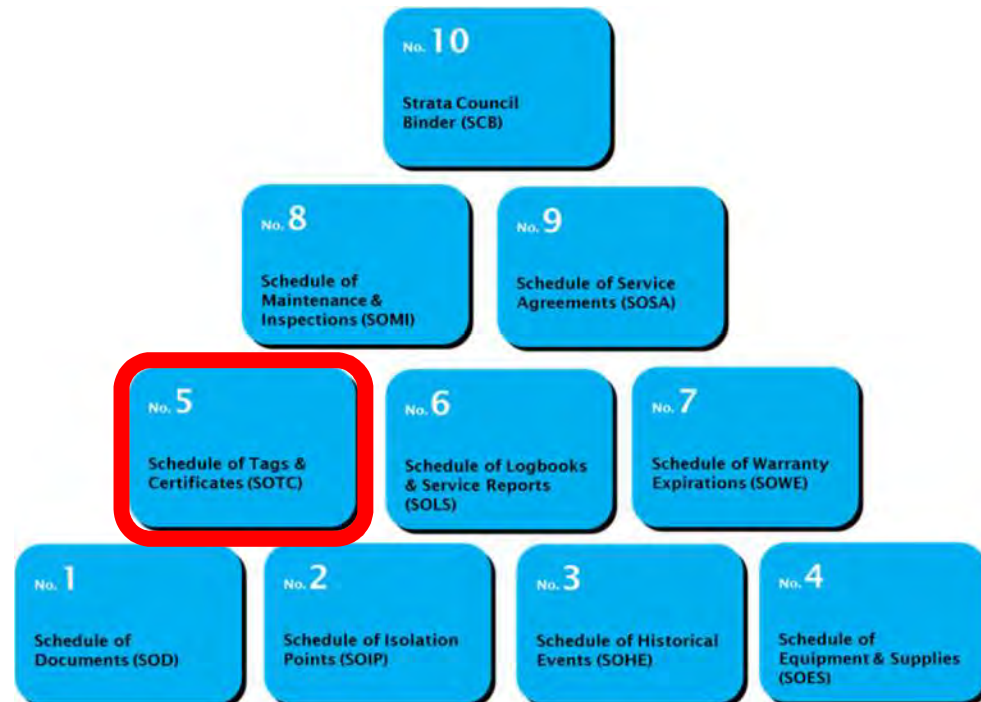 No. 10
Strata Council
Binder (SCB)
No. 8
Schedule of
Maintenance &
Inspections (SOMI)
No. 9
Schedule of Service
Agreements (SOSA)
No. 5
Schedule of Tags &
Certificates (SOTC)
No. 6
Schedule of Logbooks
& Service Reports
(SOLS)
No. 7
Schedule of Warranty
Expirations (SOWE)
No. 1
Schedule of
Documents (SOD)
No. 2
Schedule of Isolation
Points (SOIP)
No. 3
Schedule of Historical
Events (SOHE)
No. 4
Schedule of
Equipment & Supplies
(SOES)